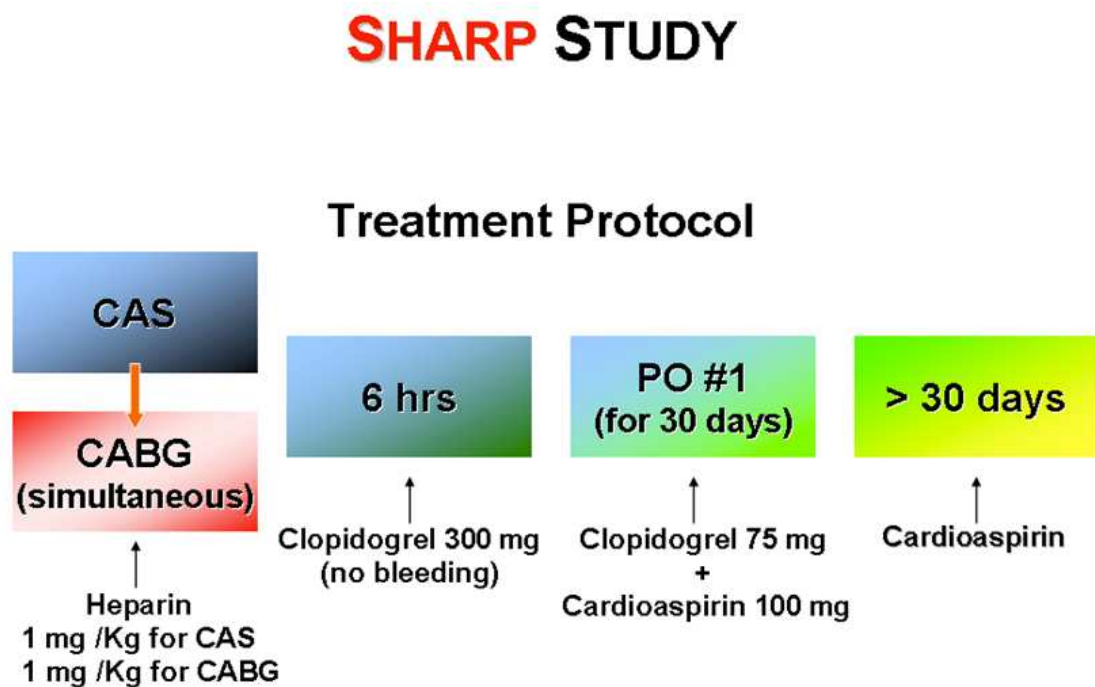 SHARP STUDY
Treatment Protocol
CAS
CABG
(simultaneous)
Heparin
1 mg /Kg for CAS
1 mg /Kg for CABG
6 hrs
Clopidogrel 300 mg
(no bleeding)
PO #1
(for 30 days)
Clopidogrel 75 mg
+
Cardioaspirin 100 mg
> 30 days
Cardioaspirin